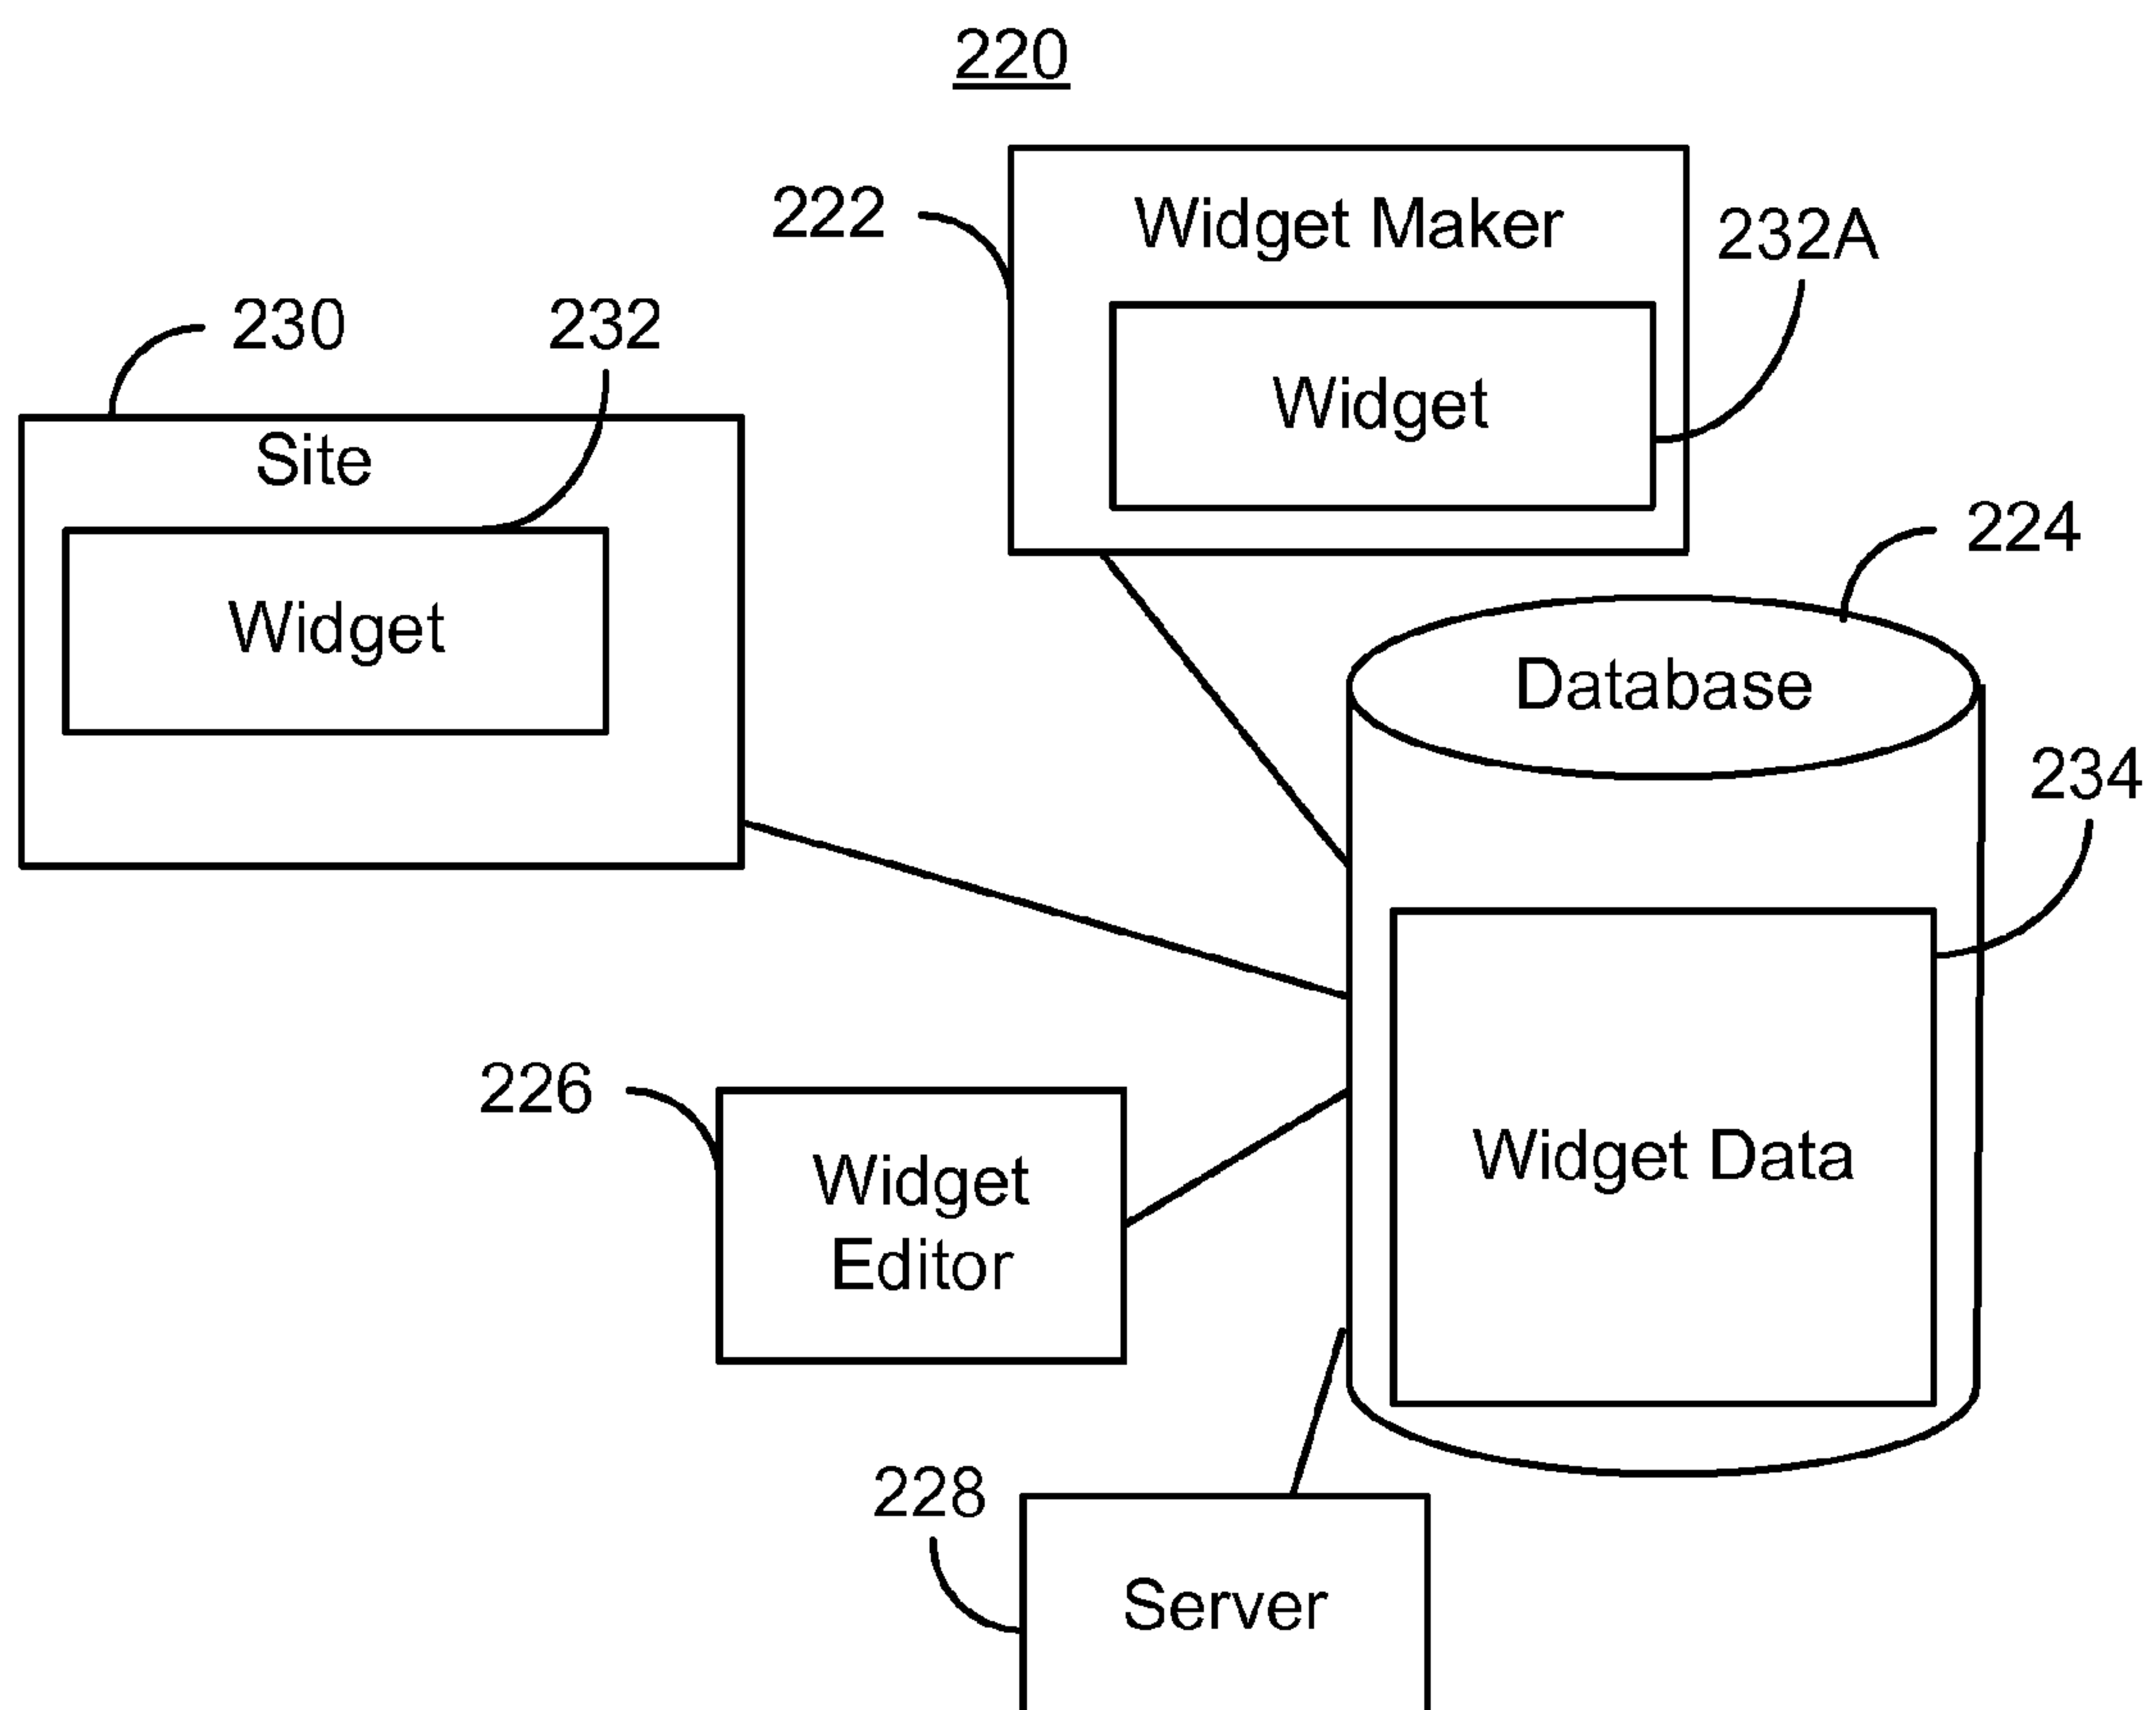 220
222
Widget Maker
232A
230
232
Widget
Site
224
Widget
Database
234
226
Widget
Editor
Widget Data
228
Server